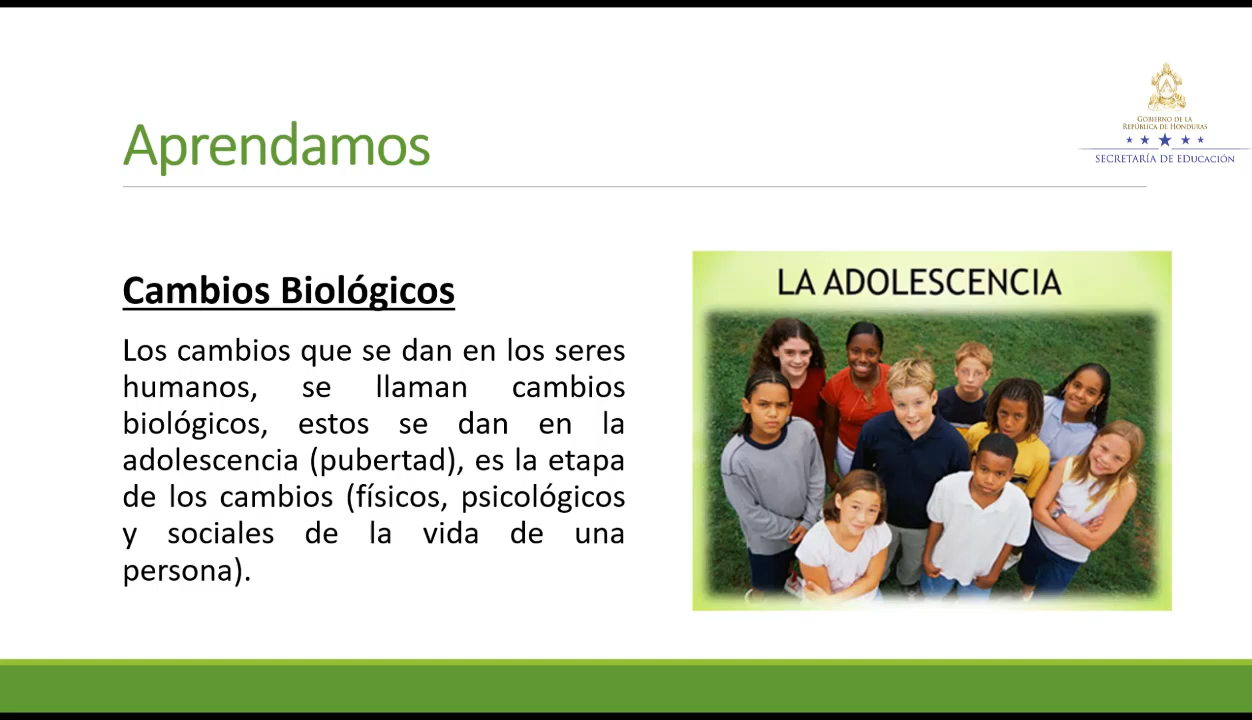 GOBIERNO DE LA
REPÚBLICA DE HONDURAS
SECRETARÍA DE EDUCACIÓN
Aprendamos
Cambios Biológicos
Los cambios que se dan en los seres
humanos, se llaman cambios
biológicos, estos se dan en la
adolescencia (pubertad), es la etapa
de los cambios (físicos, psicológicos
y sociales de la vida de una
persona).
LA ADOLESCENCIA